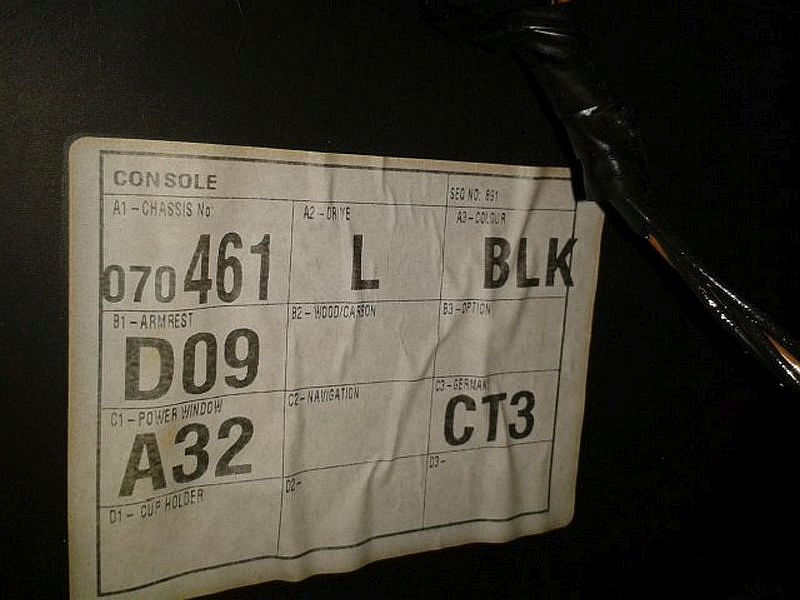 CONSOLE
SEQ NO: 891
A1-CHASSIS No
A2-DRIVE
A3-COLOUR
070461
L
BLK
B1-ARMREST
B2-WOOD/CARBON
B3-OPTION
D09
C1-POWER WINDOW
C2-NAVIGATION
C3-GERMANY
A32
CT3
D1- CUP HOLDER
D2-
D3-